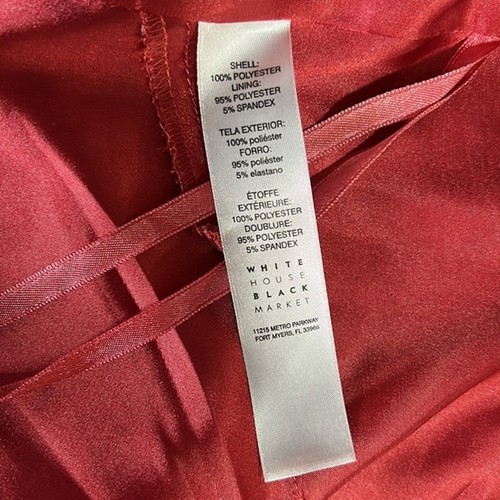 SHELL:
100% POLYESTER
LINING:
95% POLYESTER
5% SPANDEX
TELA EXTERIOR:
100% poliéster
FORRO:
95% poliéster
5% elastano
ÉTOFFE
EXTÉRIEURE:
100% POLYESTER
DOUBLURE:
95% POLYESTER
5% SPANDEX
WHITE
HOUSE
BLACK
MARKET
11215 METRO PARKWAY
FORT MYERS, FL 33966